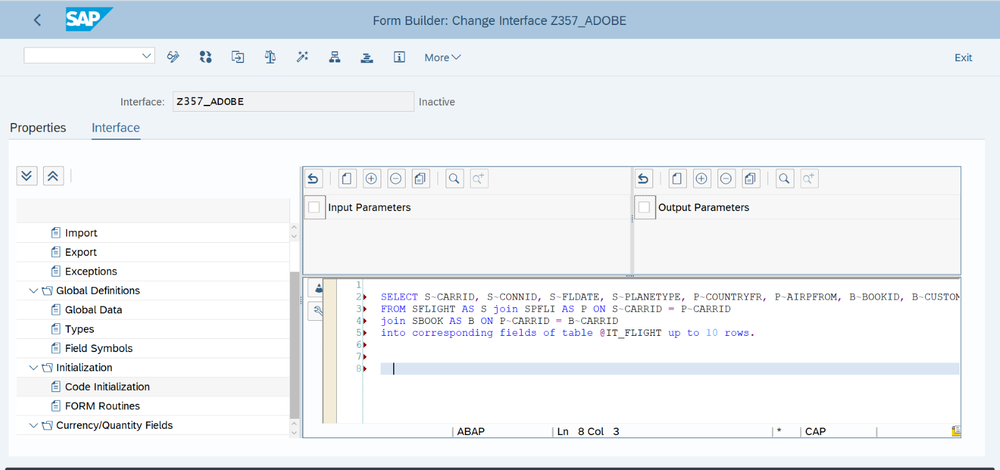 SAP
Form Builder: Change Interface Z357_ADOBE
More
Exit
Interface: Z357_ADOBE Inactive
Properties Interface
Import
Export
Exceptions
Global Definitions
Global Data
Types
Field Symbols
Initialization
Code Initialization
FORM Routines
Currency/Quantity Fields
Input Parameters
Output Parameters
1
2 SELECT S~CARRID, S~CONNID, S~FLDATE, S~PLANETYPE, P~COUNTRYFR, P~AIRPFROM, B~BOOKID, B~CUSTOM
3 FROM SFLIGHT AS S join SPFLI AS P ON S~CARRID = P~CARRID
4 join SBOOK AS B ON P~CARRID = B~CARRID
5 into corresponding fields of table @IT_FLIGHT up to 10 rows.
6
7
8
ABAP Ln 8 Col 3 * CAP